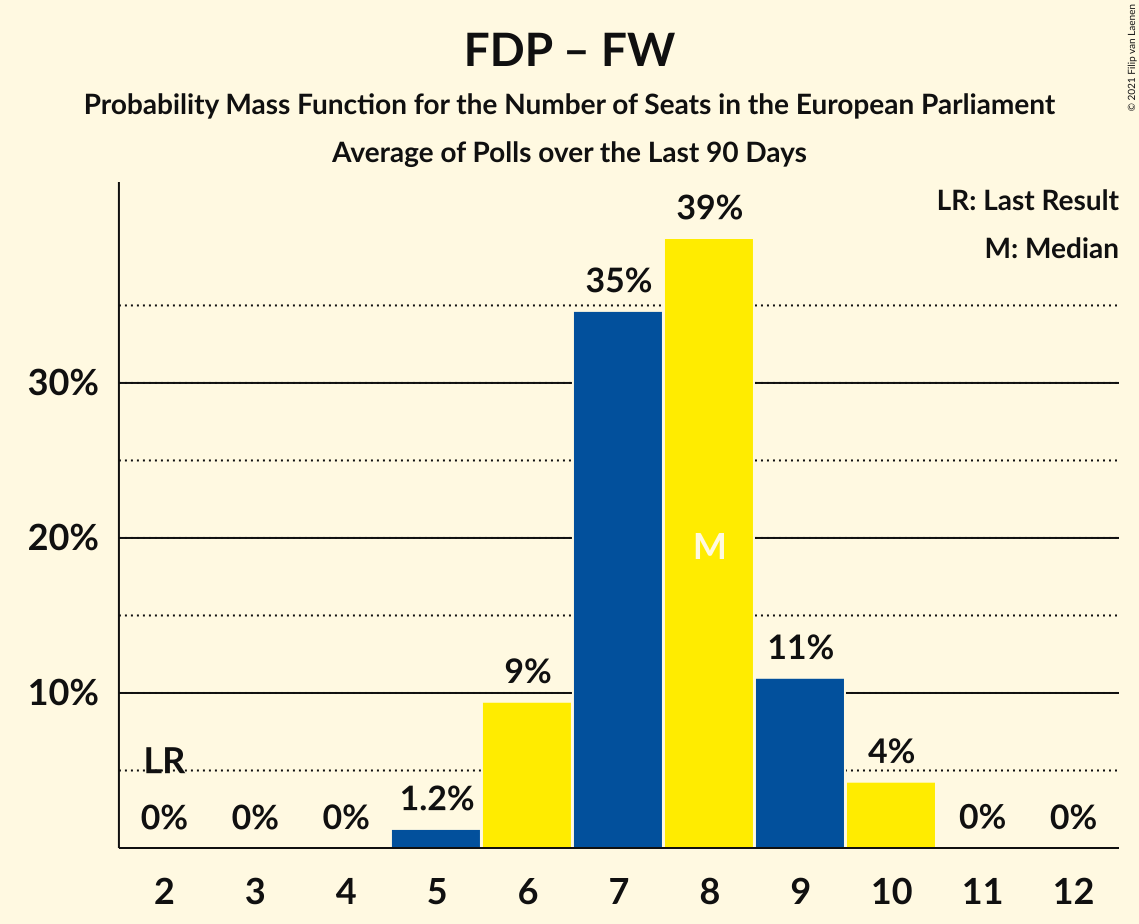 FDP – FW
Probability Mass Function for the Number of Seats in the European Parliament
Average of Polls over the Last 90 Days
© 2021 Filip van Laenen
LR: Last Result
M: Median
39%
35%
30%
20%
M
11%
9%
10%
LR
4%
1.2%
0%
0%
0%
0%
0%
2 3 4 5 6 7 8 9 10 11 12